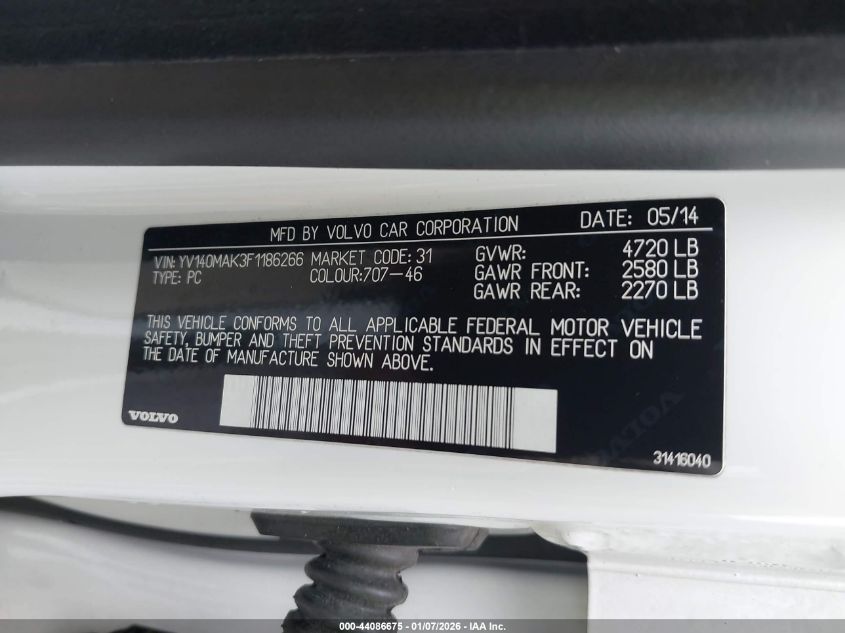 MFD BY VOLVO CAR CORPORATION DATE: 05/14
VIN: YV140MAK3F1186266 MARKET CODE: 31 GVWR: 4720 LB
TYPE: PC COLOUR:707-46 GAWR FRONT: 2580 LB
GAWR REAR: 2270 LB
THIS VEHICLE CONFORMS TO ALL APPLICABLE FEDERAL MOTOR VEHICLE
SAFETY, BUMPER AND THEFT PREVENTION STANDARDS IN EFFECT ON
THE DATE OF MANUFACTURE SHOWN ABOVE.
VOLVO
31416040
000-44086675 | 01/07/2026 - IAA Inc.